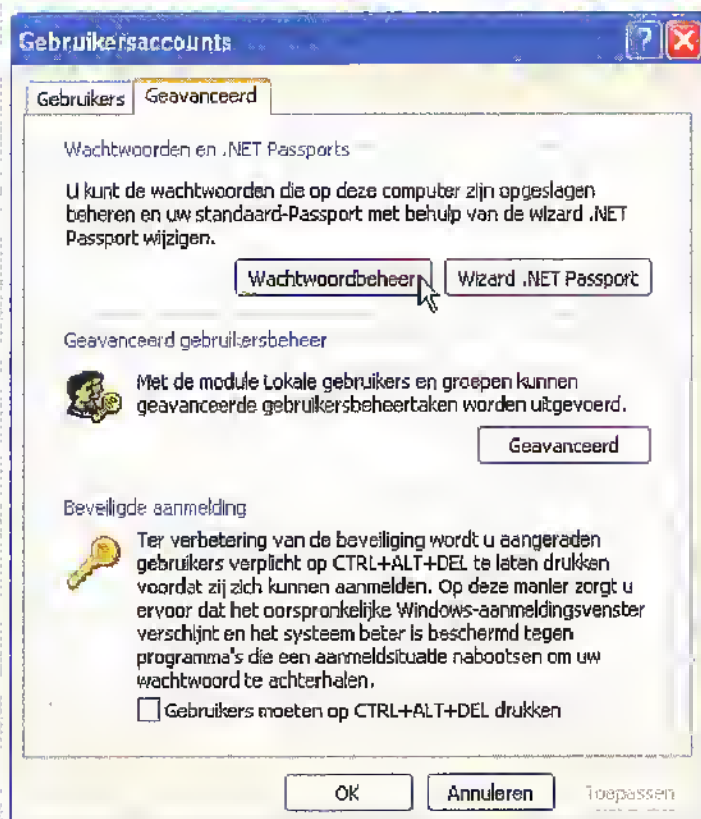 Gebruikersaccounts
Gebruikers Geavanceerd
Wachtwoorden en .NET Passports
U kunt de wachtwoorden die op deze computer zijn opgeslagen
beheren en uw standaard-Passport met behulp van de wizard .NET
Passport wijzigen.
Wachtwoordbeheer Wizard .NET Passport
Geavanceerd gebruikersbeheer
Met de module Lokale gebruikers en groepen kunnen
geavanceerde gebruikersbeheertaken worden uitgevoerd.
Geavanceerd
Beveiligde aanmelding
Ter verbetering van de beveiliging wordt u aangeraden
gebruikers verplicht op CTRL+ALT+DEL te laten drukken
voordat zij zich kunnen aanmelden. Op deze manier zorgt u
ervoor dat het oorspronkelijke Windows-aanmeldingsvenster
verschijnt en het systeem beter is beschermd tegen
programma's die een aanmeldsituatie nabootsen om uw
wachtwoord te achterhalen.
Gebruikers moeten op CTRL+ALT+DEL drukken
OK Annuleren Toepassen